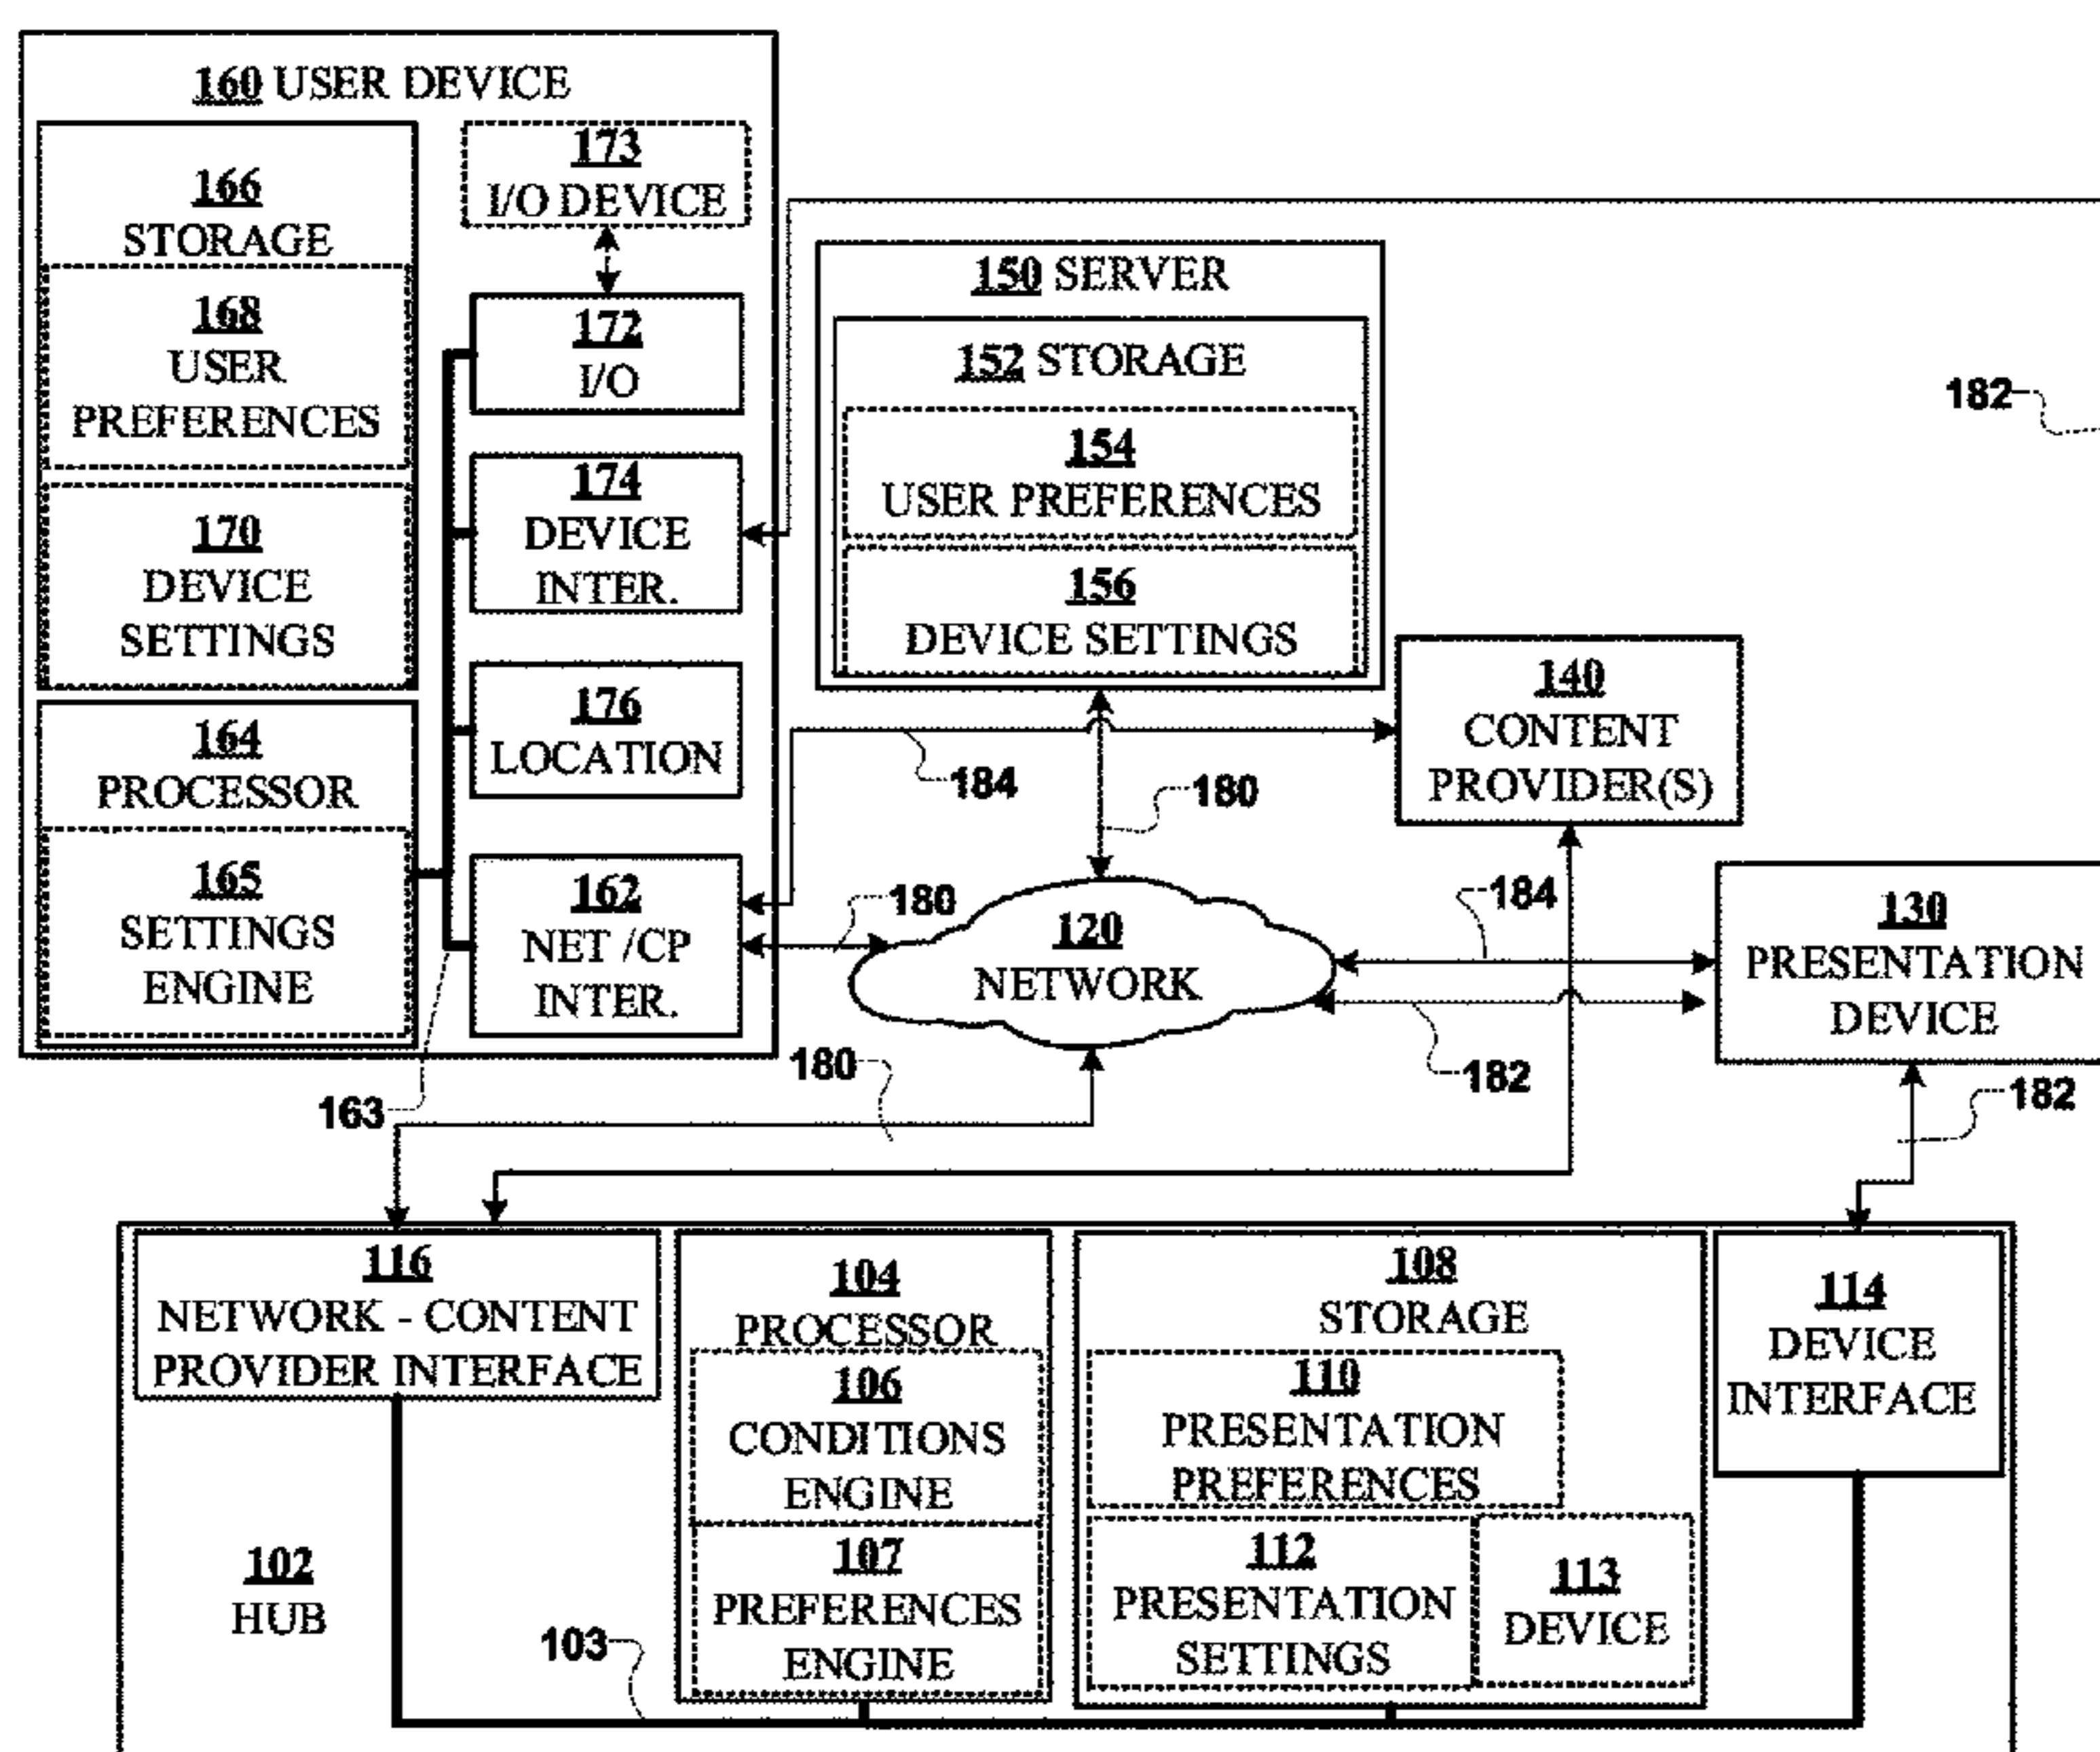 160 USER DEVICE
166
STORAGE
168
USER
PREFERENCES
170
DEVICE
SETTINGS
164
PROCESSOR
165
SETTINGS
ENGINE
173
I/O DEVICE
172
I/O
174
DEVICE
INTER.
176
LOCATION
162
NET /CP
INTER.
163
150 SERVER
152 STORAGE
154
USER PREFERENCES
156
DEVICE SETTINGS
182
140
CONTENT
PROVIDER(S)
184
180
180
120
NETWORK
184
182
130
PRESENTATION
DEVICE
180
182
116
NETWORK - CONTENT
PROVIDER INTERFACE
104
PROCESSOR
106
CONDITIONS
ENGINE
107
PREFERENCES
ENGINE
108
STORAGE
110
PRESENTATION
PREFERENCES
112
PRESENTATION
SETTINGS
113
DEVICE
114
DEVICE
INTERFACE
102
HUB
103